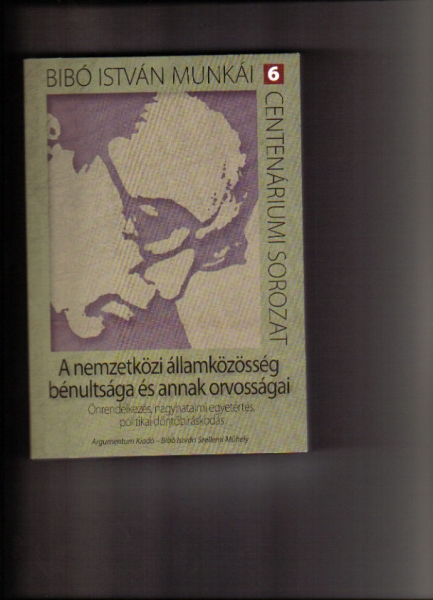 BIBÓ ISTVÁN MUNKÁI 6
CENTENÁRIUMI SOROZAT
A nemzetközi államközösség
bénultsága és annak orvosságai
Önrendelkezés, nagyhatalmi egyetértés,
politikai döntőbíráskodás
Argumentum Kiadó – Bibó István Szellemi Műhely